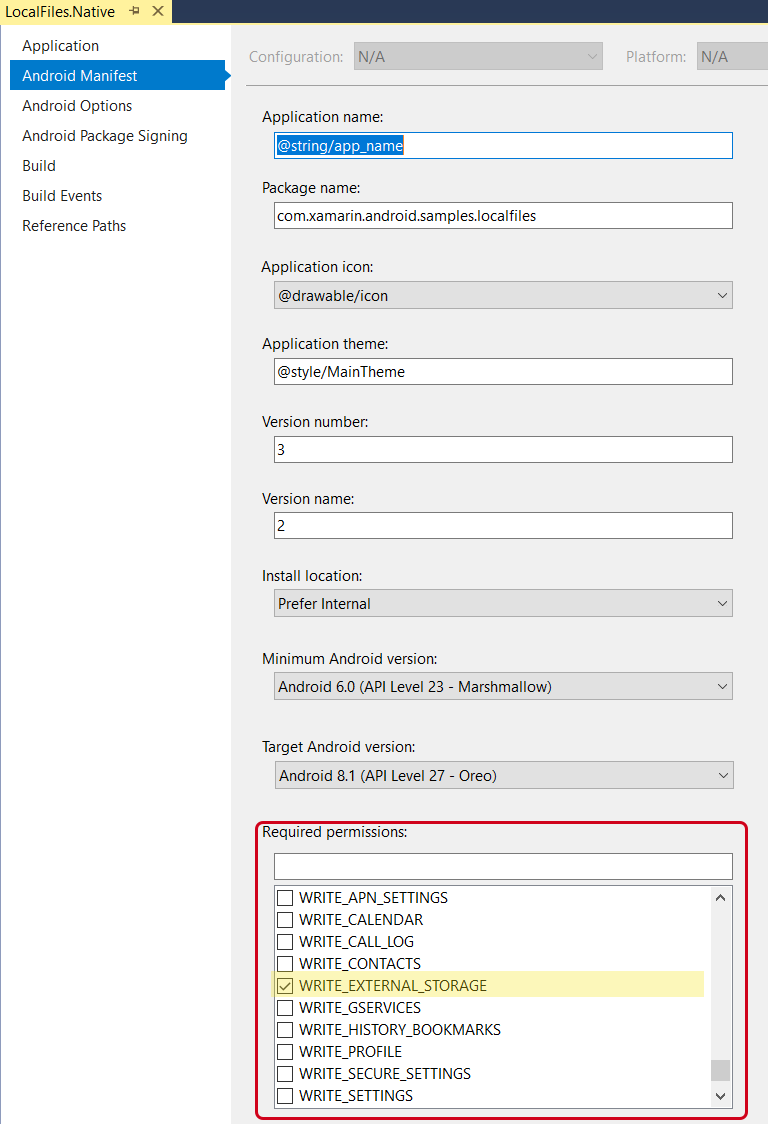 LocalFiles.Native
Application
Android Manifest
Android Options
Android Package Signing
Build
Build Events
Reference Paths
Configuration: N/A Platform: N/A
Application name:
@string/app_name
Package name:
com.xamarin.android.samples.localfiles
Application icon:
@drawable/icon
Application theme:
@style/MainTheme
Version number:
3
Version name:
2
Install location:
Prefer Internal
Minimum Android version:
Android 6.0 (API Level 23 - Marshmallow)
Target Android version:
Android 8.1 (API Level 27 - Oreo)
Required permissions:
WRITE_APN_SETTINGS
WRITE_CALENDAR
WRITE_CALL_LOG
WRITE_CONTACTS
WRITE_EXTERNAL_STORAGE
WRITE_GSERVICES
WRITE_HISTORY_BOOKMARKS
WRITE_PROFILE
WRITE_SECURE_SETTINGS
WRITE_SETTINGS